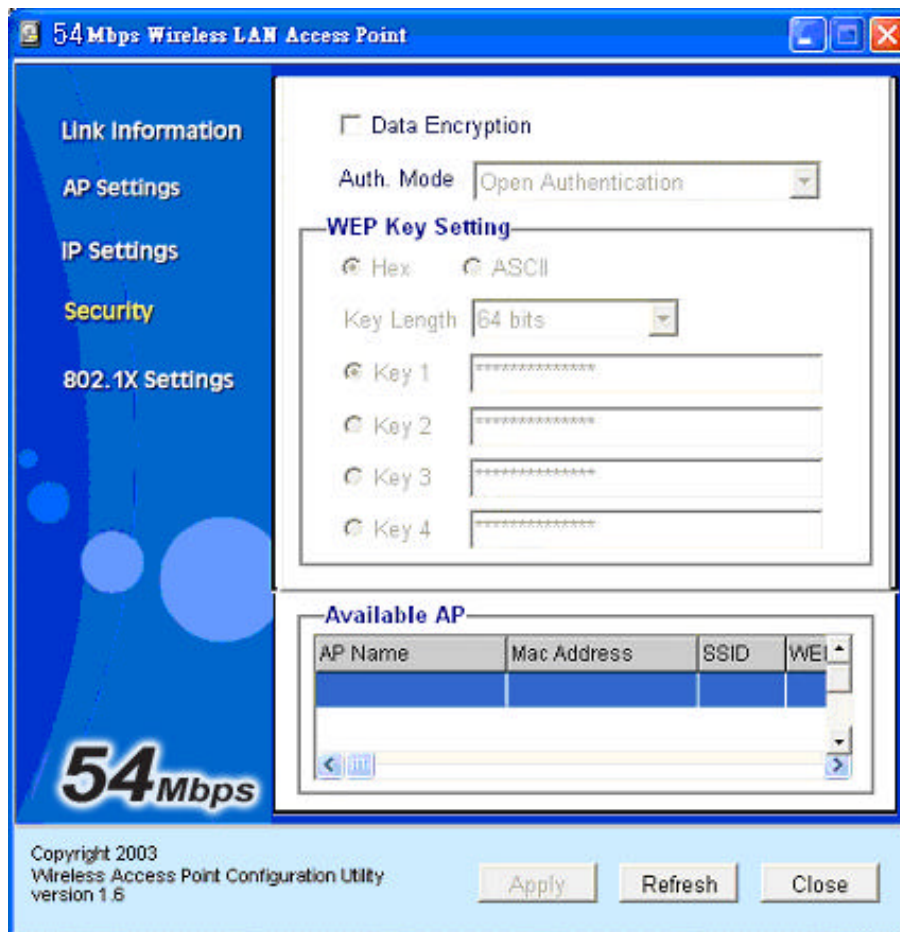 54 Mbps Wireless LAN Access Point
Link Information
AP Settings
IP Settings
Security
802.1X Settings
Data Encryption
Auth. Mode Open Authentication
WEP Key Setting
Hex ASCII
Key Length 64 bits
Key 1 **************
Key 2 **************
Key 3 **************
Key 4 **************
Available AP
AP Name Mac Address SSID
54Mbps
Copyright 2003
Wireless Access Point Configuration Utility
version 1.6
Apply Refresh Close